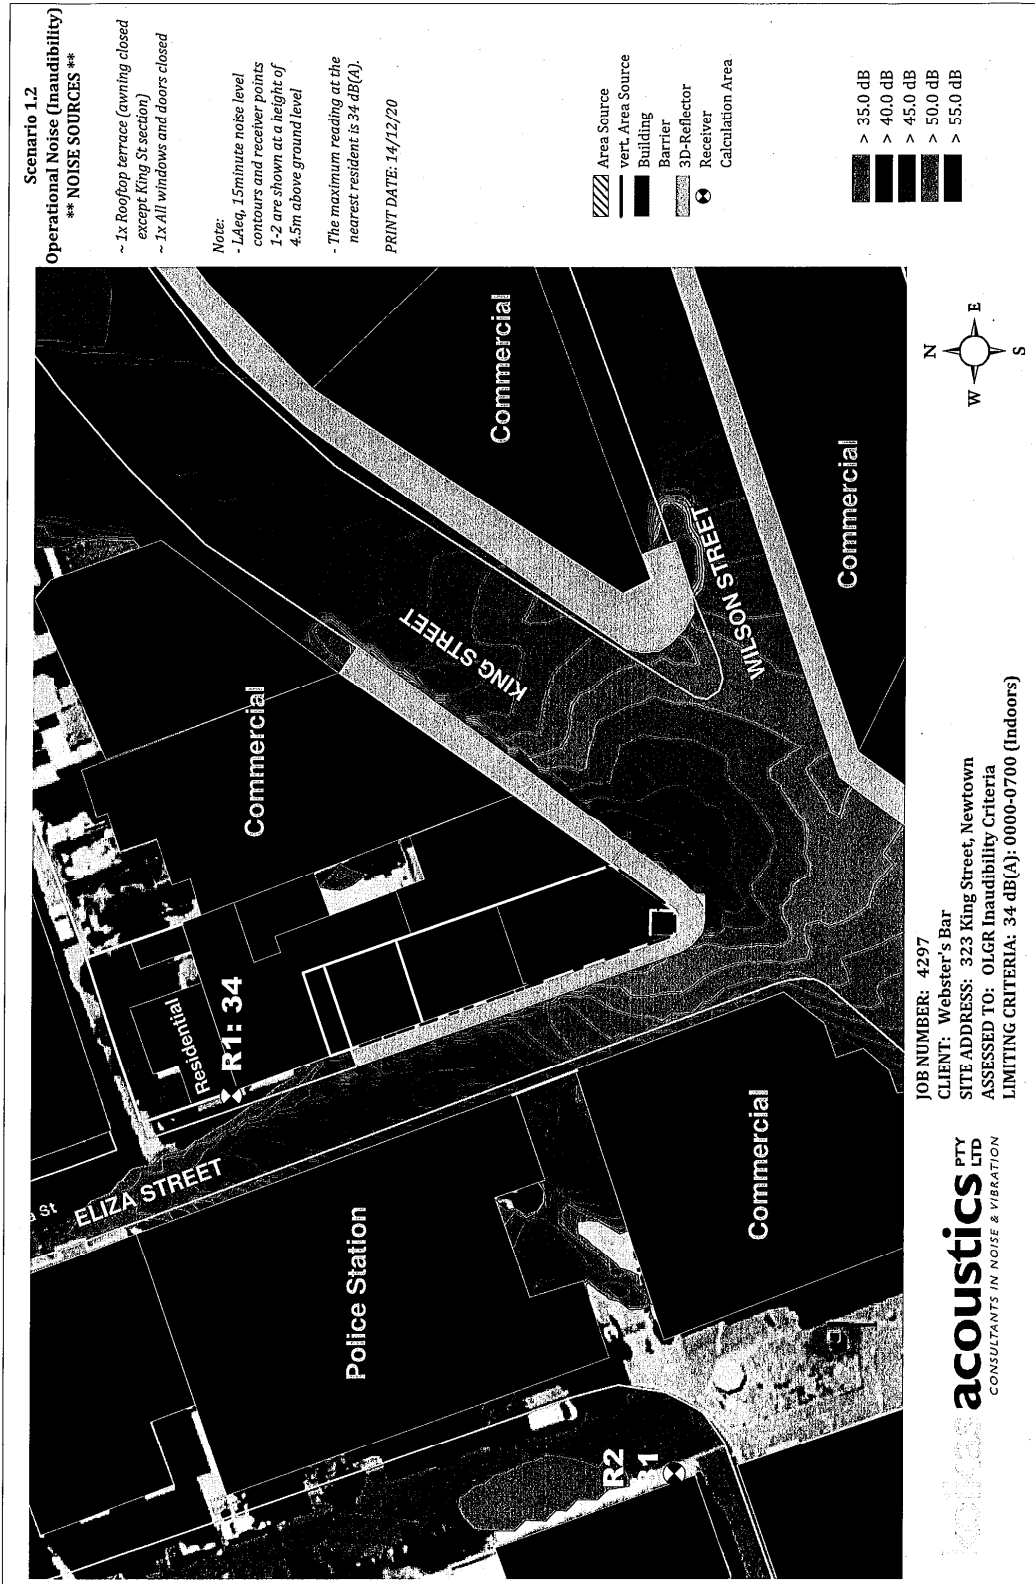 Scenario 1.2
Operational Noise (Inaudibility)
** NOISE SOURCES **
~ 1x Rooftop terrace (awning closed
except King St section)
~ 1x All windows and doors closed
Note:
- LAeq, 15minute noise level
contours and receiver points
1-2 are shown at a height of
4.5m above ground level
- The maximum reading at the
nearest resident is 34 dB(A).
PRINT DATE: 14/12/20
Area Source
vert. Area Source
Building
Barrier
3D-Reflector
Receiver
Calculation Area
> 35.0 dB
> 40.0 dB
> 45.0 dB
> 50.0 dB
> 55.0 dB
Commercial
Commercial
Commercial
Commercial
KING STREET
WILSON STREET
Residential
R1: 34
ELIZA STREET
St
Police Station
R2
N
E
S
W
JOB NUMBER: 4297
CLIENT: Webster's Bar
SITE ADDRESS: 323 King Street, Newtown
ASSESSED TO: OLGR Inaudibility Criteria
LIMITING CRITERIA: 34 dB(A): 0000-0700 (Indoors)
koikas acoustics PTY LTD
CONSULTANTS IN NOISE & VIBRATION